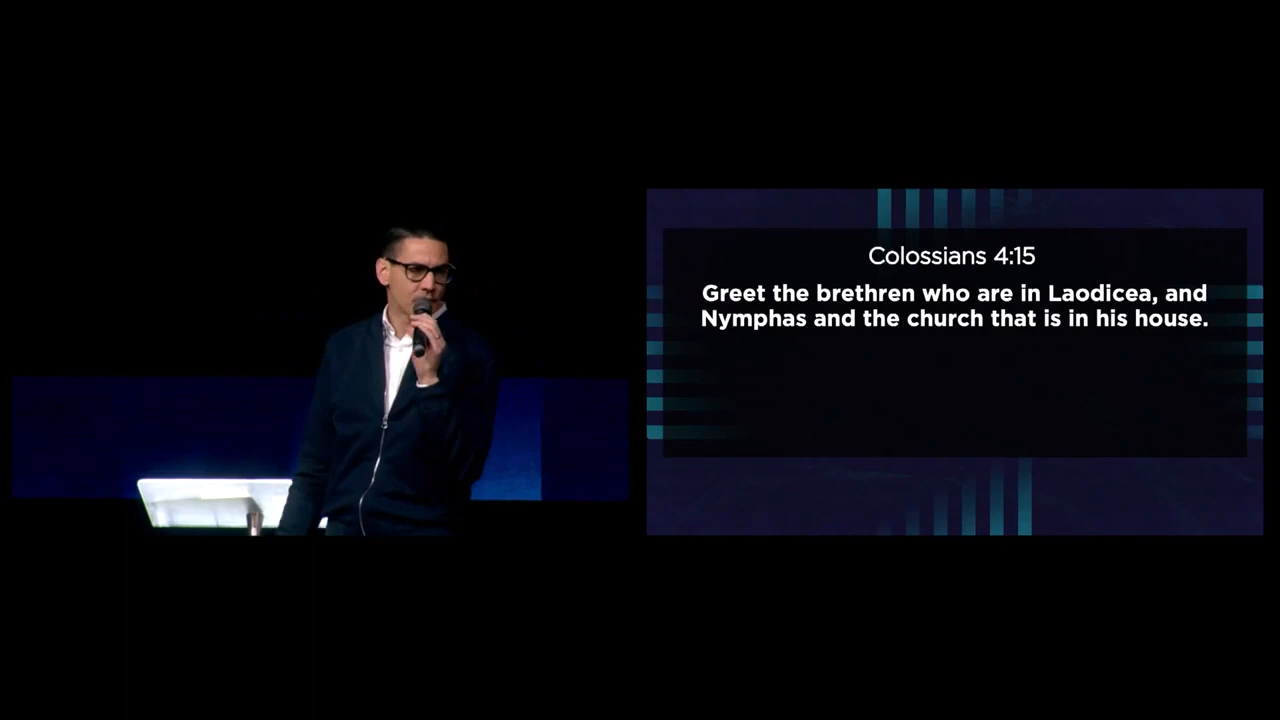 Colossians 4:15
Greet the brethren who are in Laodicea, and
Nymphas and the church that is in his house.